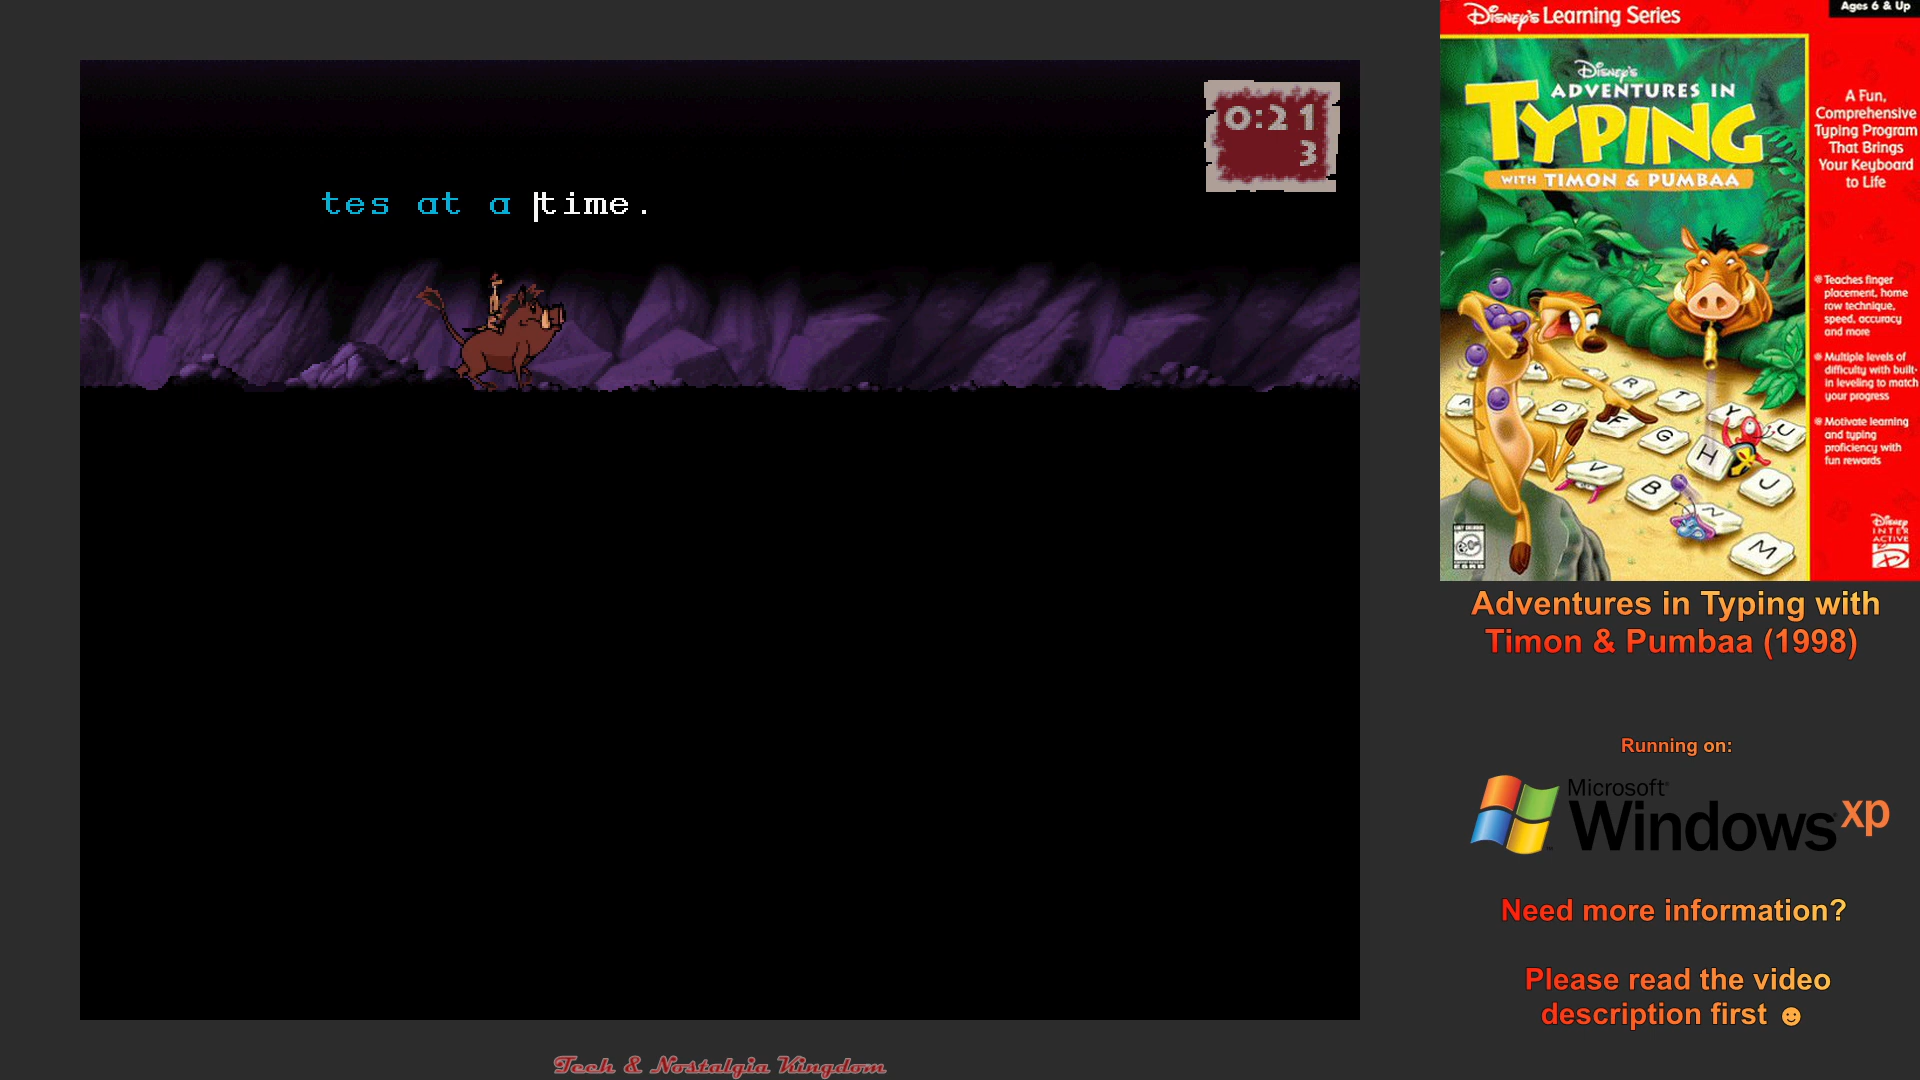 0:21
3
tes at a time.
Disney's Learning Series
Ages 6 & Up
Disney's
ADVENTURES IN
TYPING
WITH TIMON & PUMBAA
A Fun,
Comprehensive
Typing Program
That Brings
Your Keyboard
to Life
Teaches finger
placement, home
row technique,
speed, accuracy
and more
Multiple levels of
difficulty with built-
in leveling to match
your progress
Motivate learning
and typing
proficiency with
fun rewards
R T Y U
A D F G H J
V B N M
Disney
INTER
ACTIVE
Adventures in Typing with
Timon & Pumbaa (1998)
Running on:
Microsoft
Windows xp
Need more information?
Please read the video
description first ☻
Tech & Nostalgia Kingdom